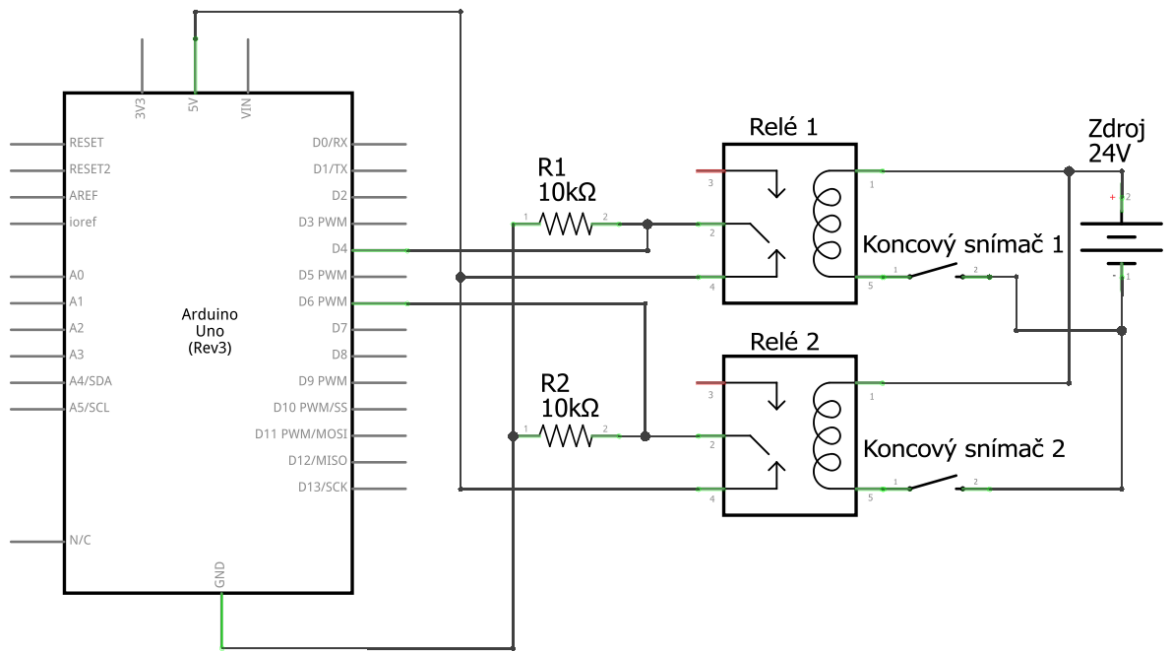 3V3
5V
VIN
RESET
RESET2
AREF
ioref
A0
A1
A2
A3
A4/SDA
A5/SCL
N/C
Arduino
Uno
(Rev3)
D0/RX
D1/TX
D2
D3 PWM
D4
D5 PWM
D6 PWM
D7
D8
D9 PWM
D10 PWM/SS
D11 PWM/MOSI
D12/MISO
D13/SCK
GND
R1
10kΩ
1 2
R2
10kΩ
1 2
Relé 1
3
2
4
1
5
Koncový snímač 1
1 2
Relé 2
3
2
4
1
5
Koncový snímač 2
1 2
Zdroj
24V
+ 2
- 1